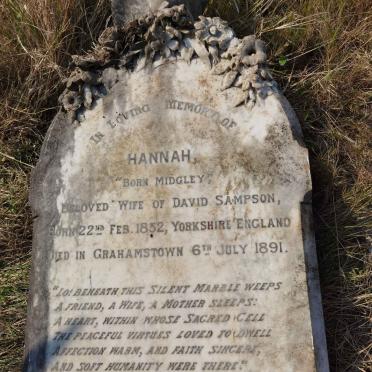 IN LOVING MEMORY OF
HANNAH,
"BORN MIDGLEY,"
BELOVED WIFE OF DAVID SAMPSON,
BORN 22ND FEB. 1832, YORKSHIRE ENGLAND
DIED IN GRAHAMSTOWN 6TH JULY 1891.
"LO! BENEATH THIS SILENT MARBLE WEEPS
A FRIEND, A WIFE, A MOTHER SLEEPS:
A HEART, WITHIN WHOSE SACRED CELL
THE PEACEFUL VIRTUES LOVED TO DWELL
AFFECTION WARM, AND FAITH SINCERE,
AND SOFT HUMANITY WERE THERE."